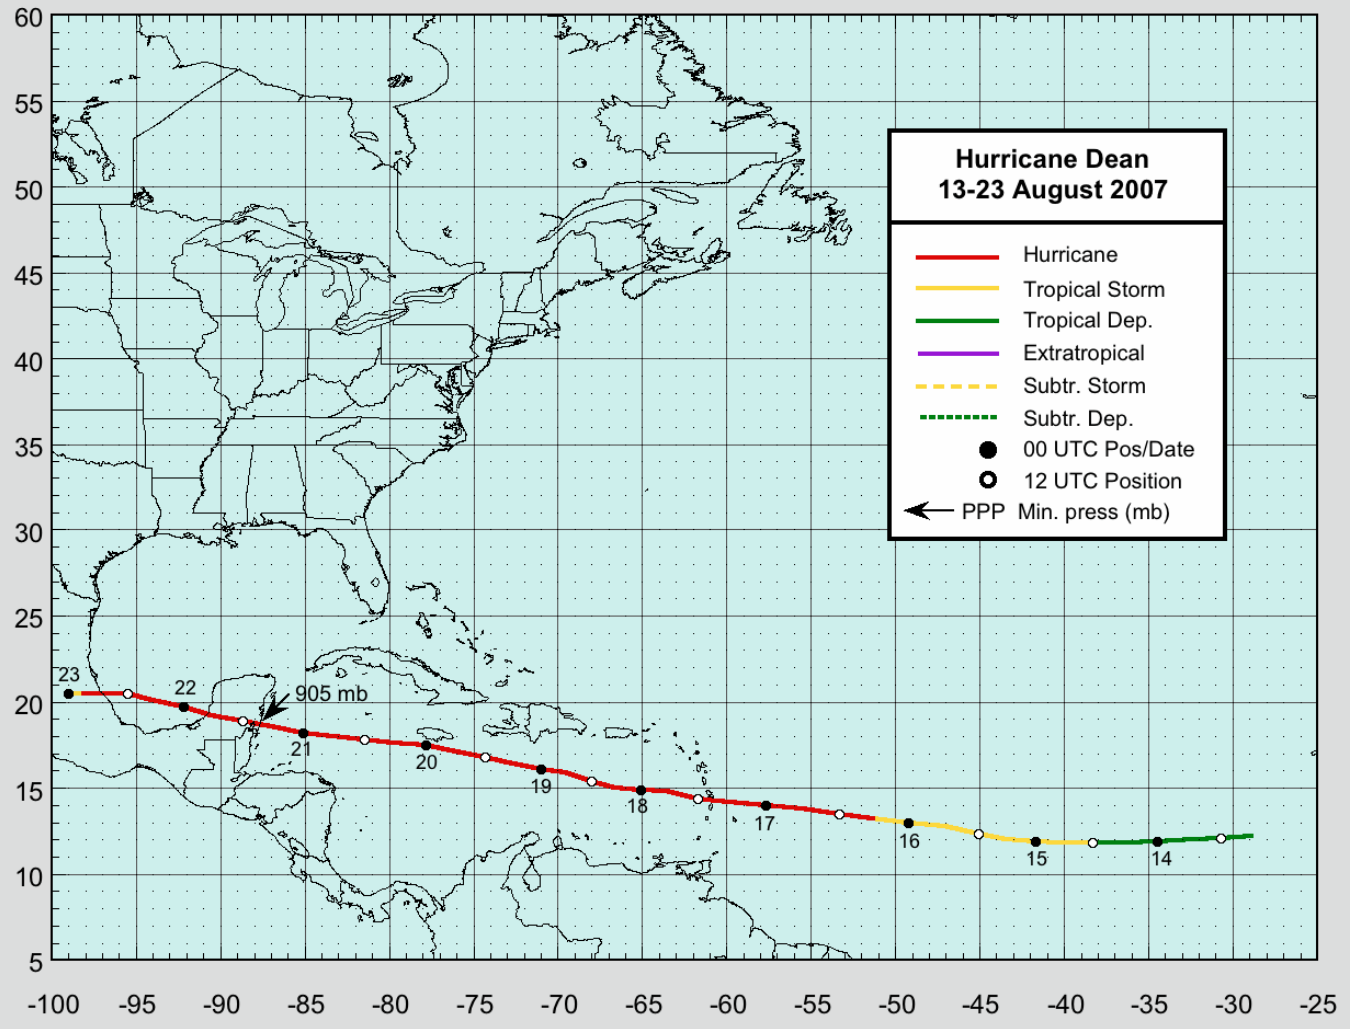 60
55
50
45
40
35
30
25
20
15
10
5
Hurricane Dean
13-23 August 2007
Hurricane
Tropical Storm
Tropical Dep.
Extratropical
Subtr. Storm
Subtr. Dep.
00 UTC Pos/Date
12 UTC Position
PPP Min. press (mb)
23
22
905 mb
21
20
19
18
17
16
15
14
-100 -95 -90 -85 -80 -75 -70 -65 -60 -55 -50 -45 -40 -35 -30 -25